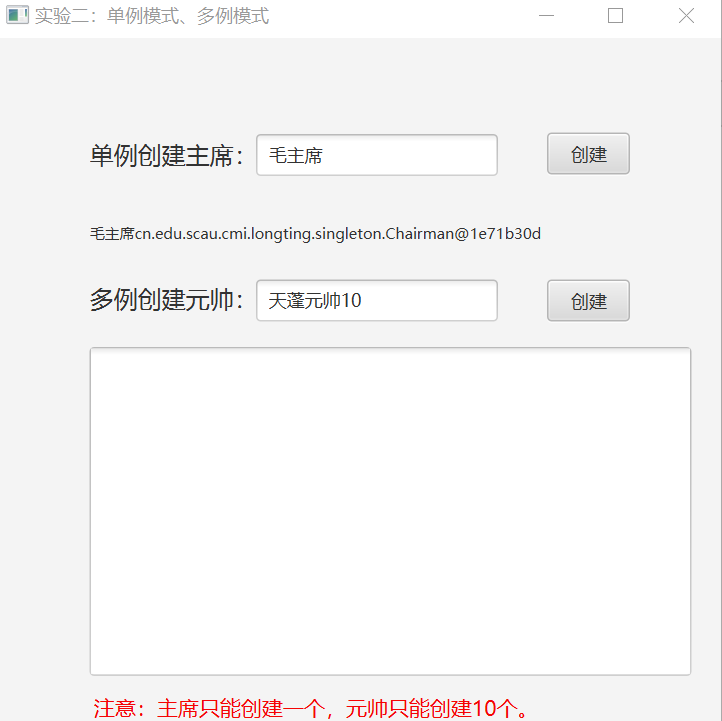 实验二：单例模式、多例模式
单例创建主席： 毛主席 创建
毛主席cn.edu.scau.cmi.longting.singleton.Chairman@1e71b30d
多例创建元帅： 天蓬元帅10 创建
注意：主席只能创建一个，元帅只能创建10个。